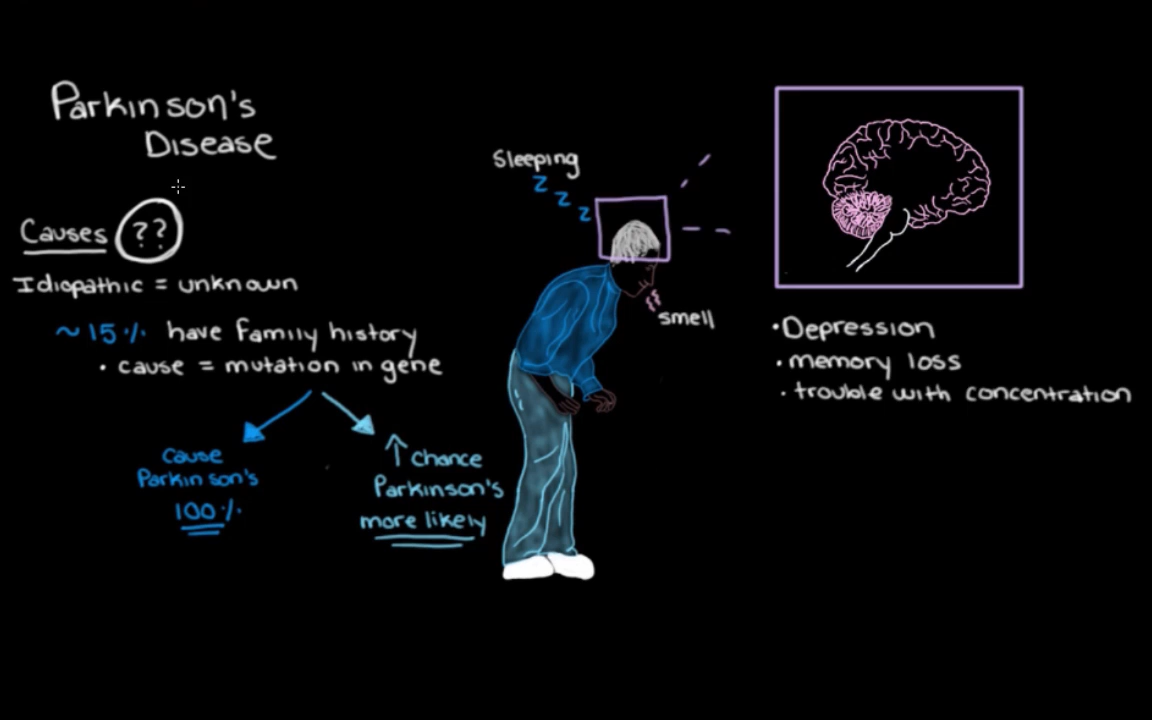 Parkinson's
Disease
Causes ??
Idiopathic = unknown
~15% have family history
• cause = mutation in gene
Cause
Parkinson's
100%
↑ chance
Parkinson's
more likely
Sleeping
z
z
z
smell
•Depression
•memory loss
•trouble with concentration